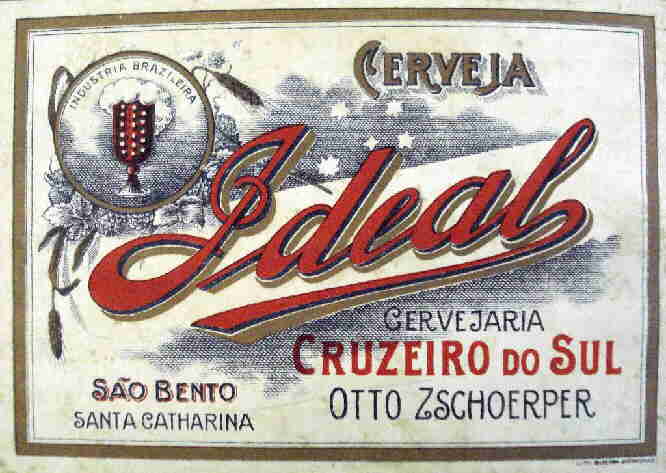 INDUSTRIA BRAZILEIRA
CERVEJA
Ideal
CERVEJARIA
CRUZEIRO DO SUL
OTTO ZSCHOERPER
SÃO BENTO
SANTA CATHARINA